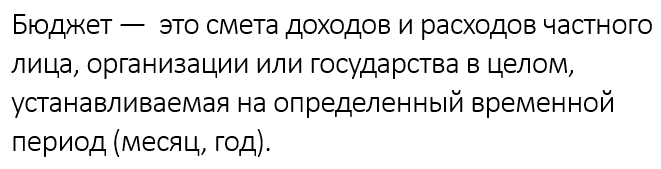 Бюджет —  это смета доходов и расходов частного
лица, организации или государства в целом,
устанавливаемая на определенный временной
период (месяц, год).